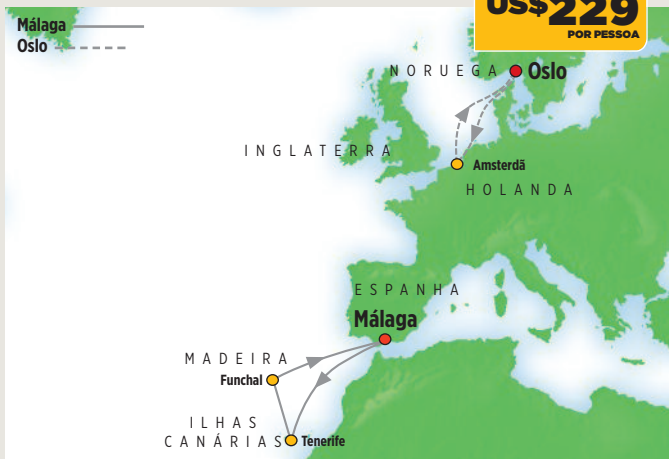 US$229
POR PESSOA
Málaga
Oslo
NORUEGA
Oslo
INGLATERRA
Amsterdã
HOLANDA
ESPANHA
Málaga
MADEIRA
Funchal
ILHAS
CANÁRIAS
Tenerife